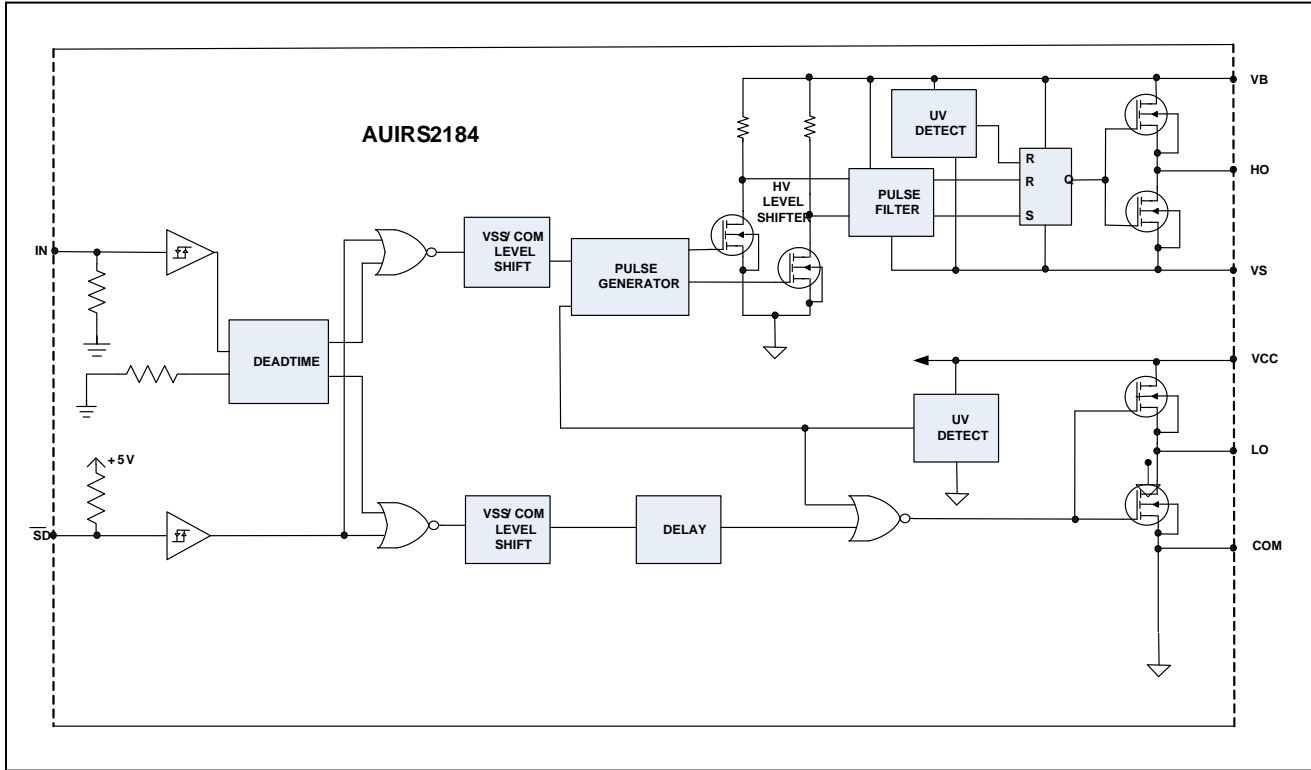 AUIRS2184
VB
UV
DETECT
R
R
Q
S
HO
PULSE
FILTER
HV
LEVEL
SHIFTER
IN
VSS/COM
LEVEL
SHIFT
PULSE
GENERATOR
VS
DEADTIME
VCC
UV
DETECT
+5V
LO
SD
VSS/COM
LEVEL
SHIFT
DELAY
COM